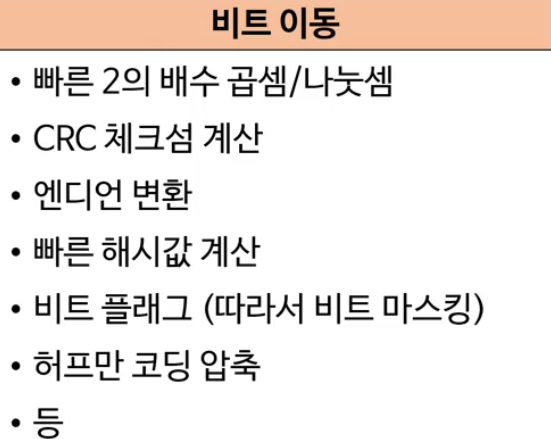 비트 이동
• 빠른 2의 배수 곱셈/나눗셈
• CRC 체크섬 계산
• 엔디언 변환
• 빠른 해시값 계산
• 비트 플래그 (따라서 비트 마스킹)
• 허프만 코딩 압축
• 등